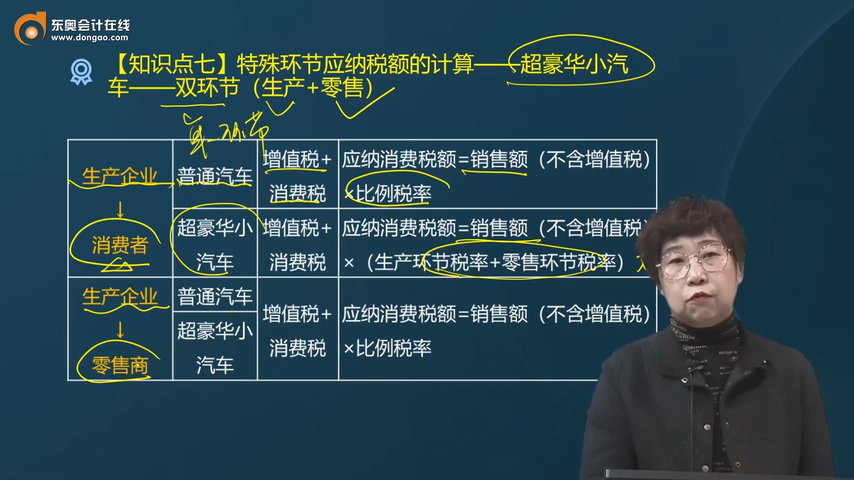 东奥会计在线
www.dongao.com
【知识点七】特殊环节应纳税额的计算——超豪华小汽
车——双环节（生产+零售）
单一环节
生产企业
↓
消费者
普通汽车
增值税+
消费税
应纳消费税额=销售额（不含增值税）
×比例税率
超豪华小
汽车
增值税+
消费税
应纳消费税额=销售额（不含增值税）
×（生产环节税率+零售环节税率）
生产企业
↓
零售商
普通汽车
超豪华小
汽车
增值税+
消费税
应纳消费税额=销售额（不含增值税）
×比例税率